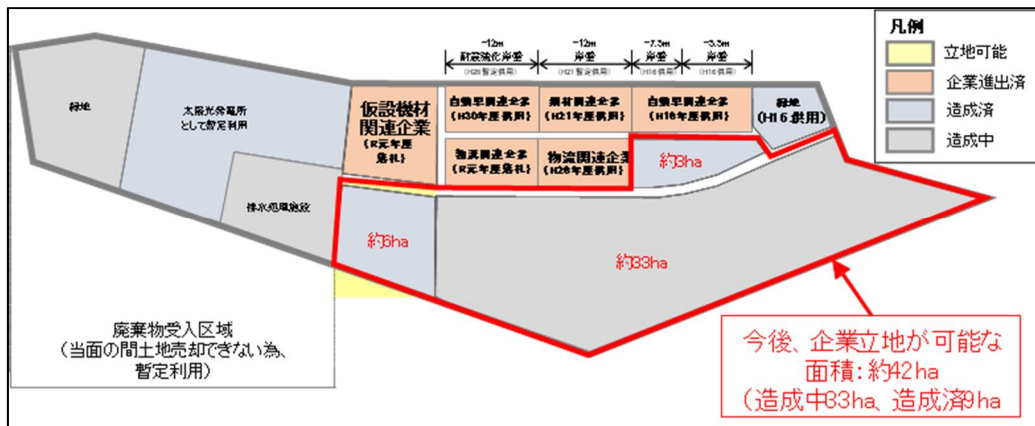 -12m
耐震強化岸壁
(H28暫定供用)
-12m
岸壁
(H21暫定供用)
-7.5m
岸壁
(H16供用)
-5.5m
岸壁
(H16供用)
凡例
立地可能
企業進出済
造成済
造成中
緑地
太陽光発電所
として暫定利用
排水処理施設
仮設機材
関連企業
(R元年度
落札)
自動車関連企業
(H30年度供用)
鋼材関連企業
(H21年度供用)
自動車関連企業
(H18年度供用)
緑地
(H16供用)
物流関連企業
(R元年度落札)
物流関連企業
(H26年度供用)
約3ha
約6ha
約33ha
廃棄物受入区域
(当面の間土地売却できない為、
暫定利用)
今後、企業立地が可能な
面積:約42ha
(造成中33ha、造成済9ha